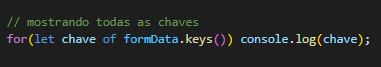 // mostrando todas as chaves
for(let chave of formData.keys()) console.log(chave);